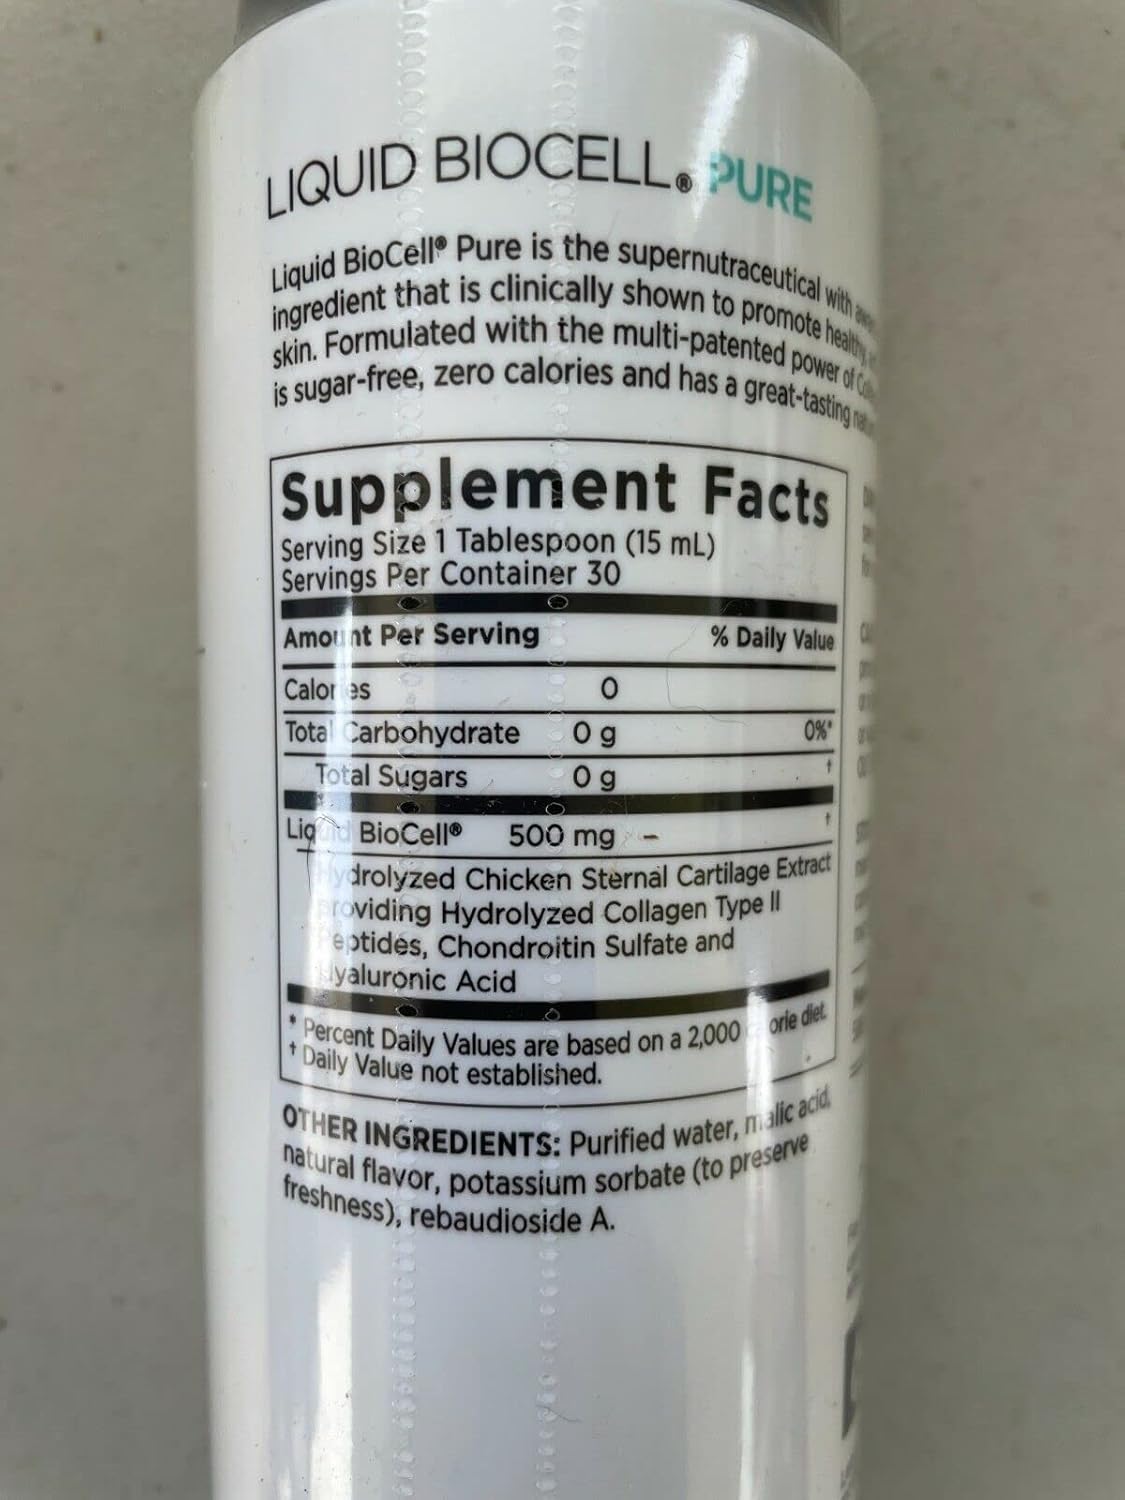 LIQUID BIOCELL® PURE
Liquid BioCell® Pure is the supernutraceutical with
ingredient that is clinically shown to promote healthy
skin. Formulated with the multi-patented power of
is sugar-free, zero calories and has a great-tasting
Supplement Facts
Serving Size 1 Tablespoon (15 mL)
Servings Per Container 30
Amount Per Serving % Daily Value
Calories 0
Total Carbohydrate 0 g 0%*
Total Sugars 0 g †
Liquid BioCell® 500 mg †
Hydrolyzed Chicken Sternal Cartilage Extract
providing Hydrolyzed Collagen Type II
Peptides, Chondroitin Sulfate and
Hyaluronic Acid
* Percent Daily Values are based on a 2,000 calorie diet.
† Daily Value not established.
OTHER INGREDIENTS: Purified water, malic acid,
natural flavor, potassium sorbate (to preserve
freshness), rebaudioside A.